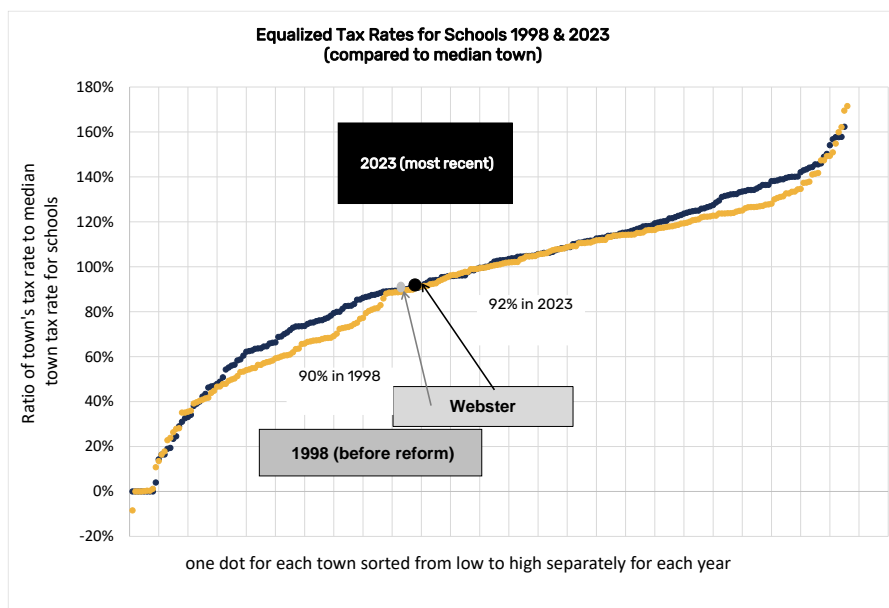 Equalized Tax Rates for Schools 1998 & 2023
(compared to median town)
180%
160%
140%
120%
100%
80%
60%
40%
20%
0%
-20%
Ratio of town's tax rate to median
town tax rate for schools
2023 (most recent)
92% in 2023
90% in 1998
Webster
1998 (before reform)
one dot for each town sorted from low to high separately for each year